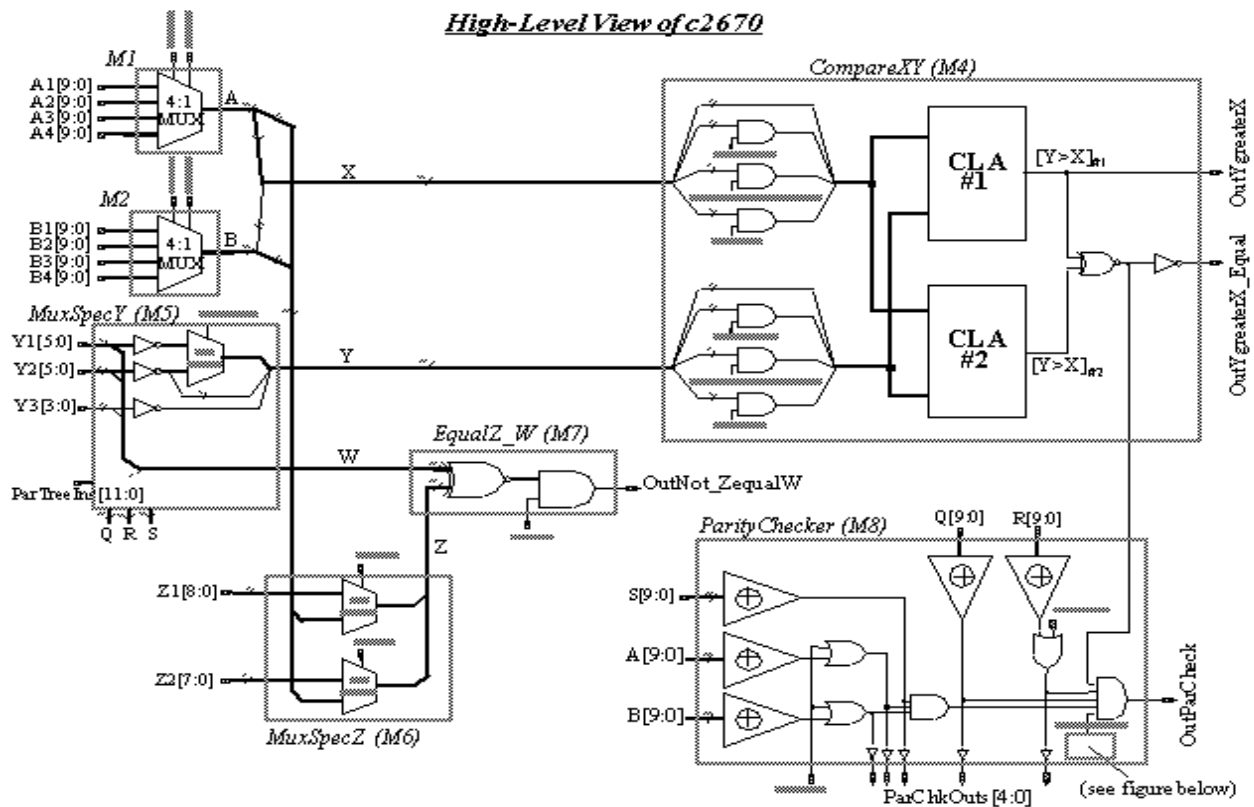 High-Level View of c2670
M1
A1[9:0]
A2[9:0]
A3[9:0]
A4[9:0]
4:1
MUX
A
M2
B1[9:0]
B2[9:0]
B3[9:0]
B4[9:0]
4:1
MUX
B
X
CompareXY (M4)
CLA
#1
[Y>X]#1
OutYgreaterX
OutYgreaterX_Equal
CLA
#2
[Y>X]#2
MuxSpecY (M5)
Y1[5:0]
Y2[5:0]
Y3[3:0]
Y
ParTreeIns[11:0]
Q R S
W
EqualZ_W (M7)
OutNot_ZequalW
Z
Z1[8:0]
Z2[7:0]
MuxSpecZ (M6)
ParityChecker (M8)
Q[9:0]
R[9:0]
S[9:0]
A[9:0]
B[9:0]
OutParCheck
ParChkOuts[4:0]
(see figure below)